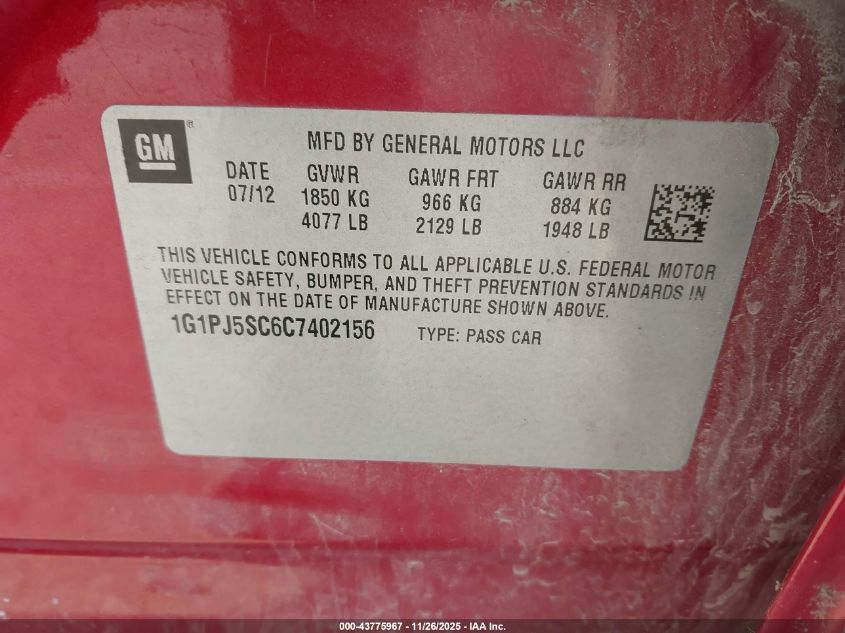 GM®
MFD BY GENERAL MOTORS LLC
DATE GVWR GAWR FRT GAWR RR
07/12 1850 KG 966 KG 884 KG
4077 LB 2129 LB 1948 LB
THIS VEHICLE CONFORMS TO ALL APPLICABLE U.S. FEDERAL MOTOR
VEHICLE SAFETY, BUMPER, AND THEFT PREVENTION STANDARDS IN
EFFECT ON THE DATE OF MANUFACTURE SHOWN ABOVE.
1G1PJ5SC6C7402156 TYPE: PASS CAR
000-43775967 - 11/26/2025 - IAA Inc.